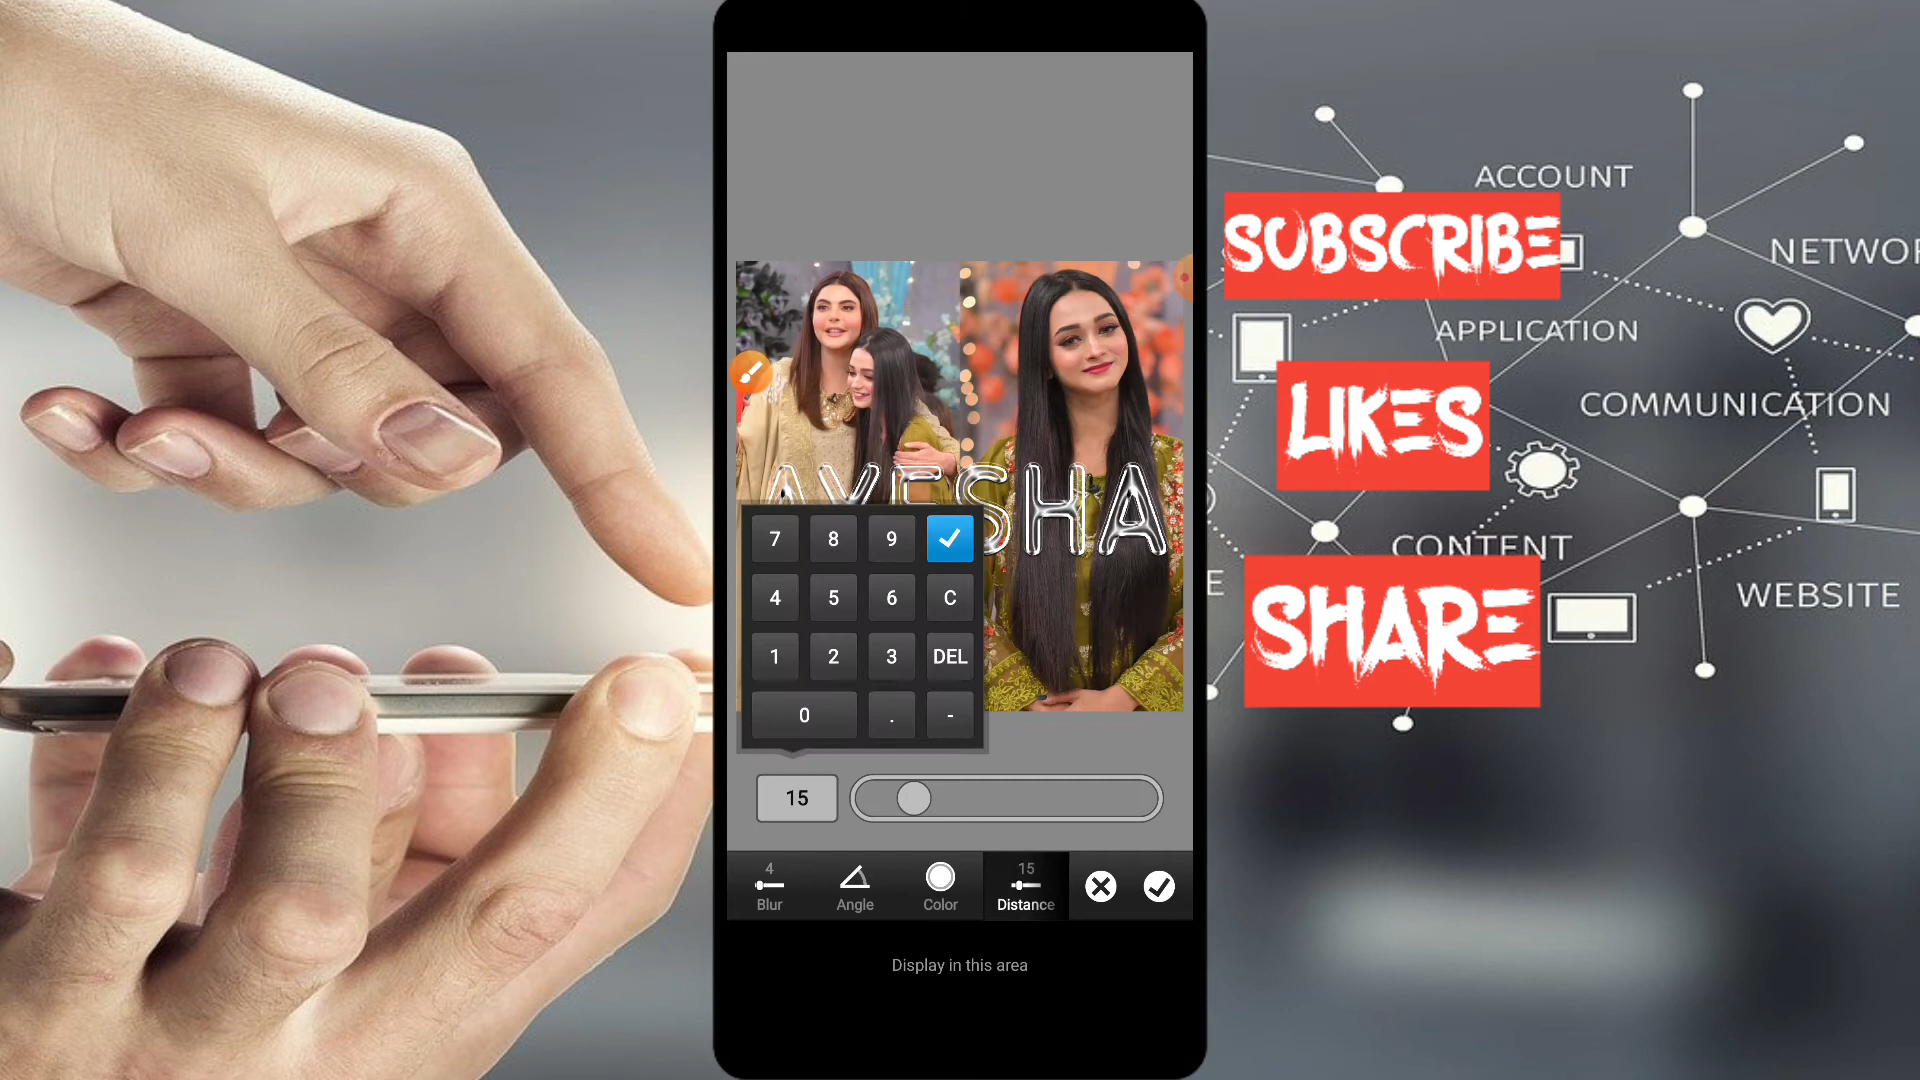 AYESHA
7 8 9
4 5 6 C
1 2 3 DEL
0 . -
15
4
Blur
Angle
Color
15
Distance
Display in this area
ACCOUNT
SUBSCRIBE
APPLICATION
LIKES
COMMUNICATION
CONTENT
SHARE
WEBSITE